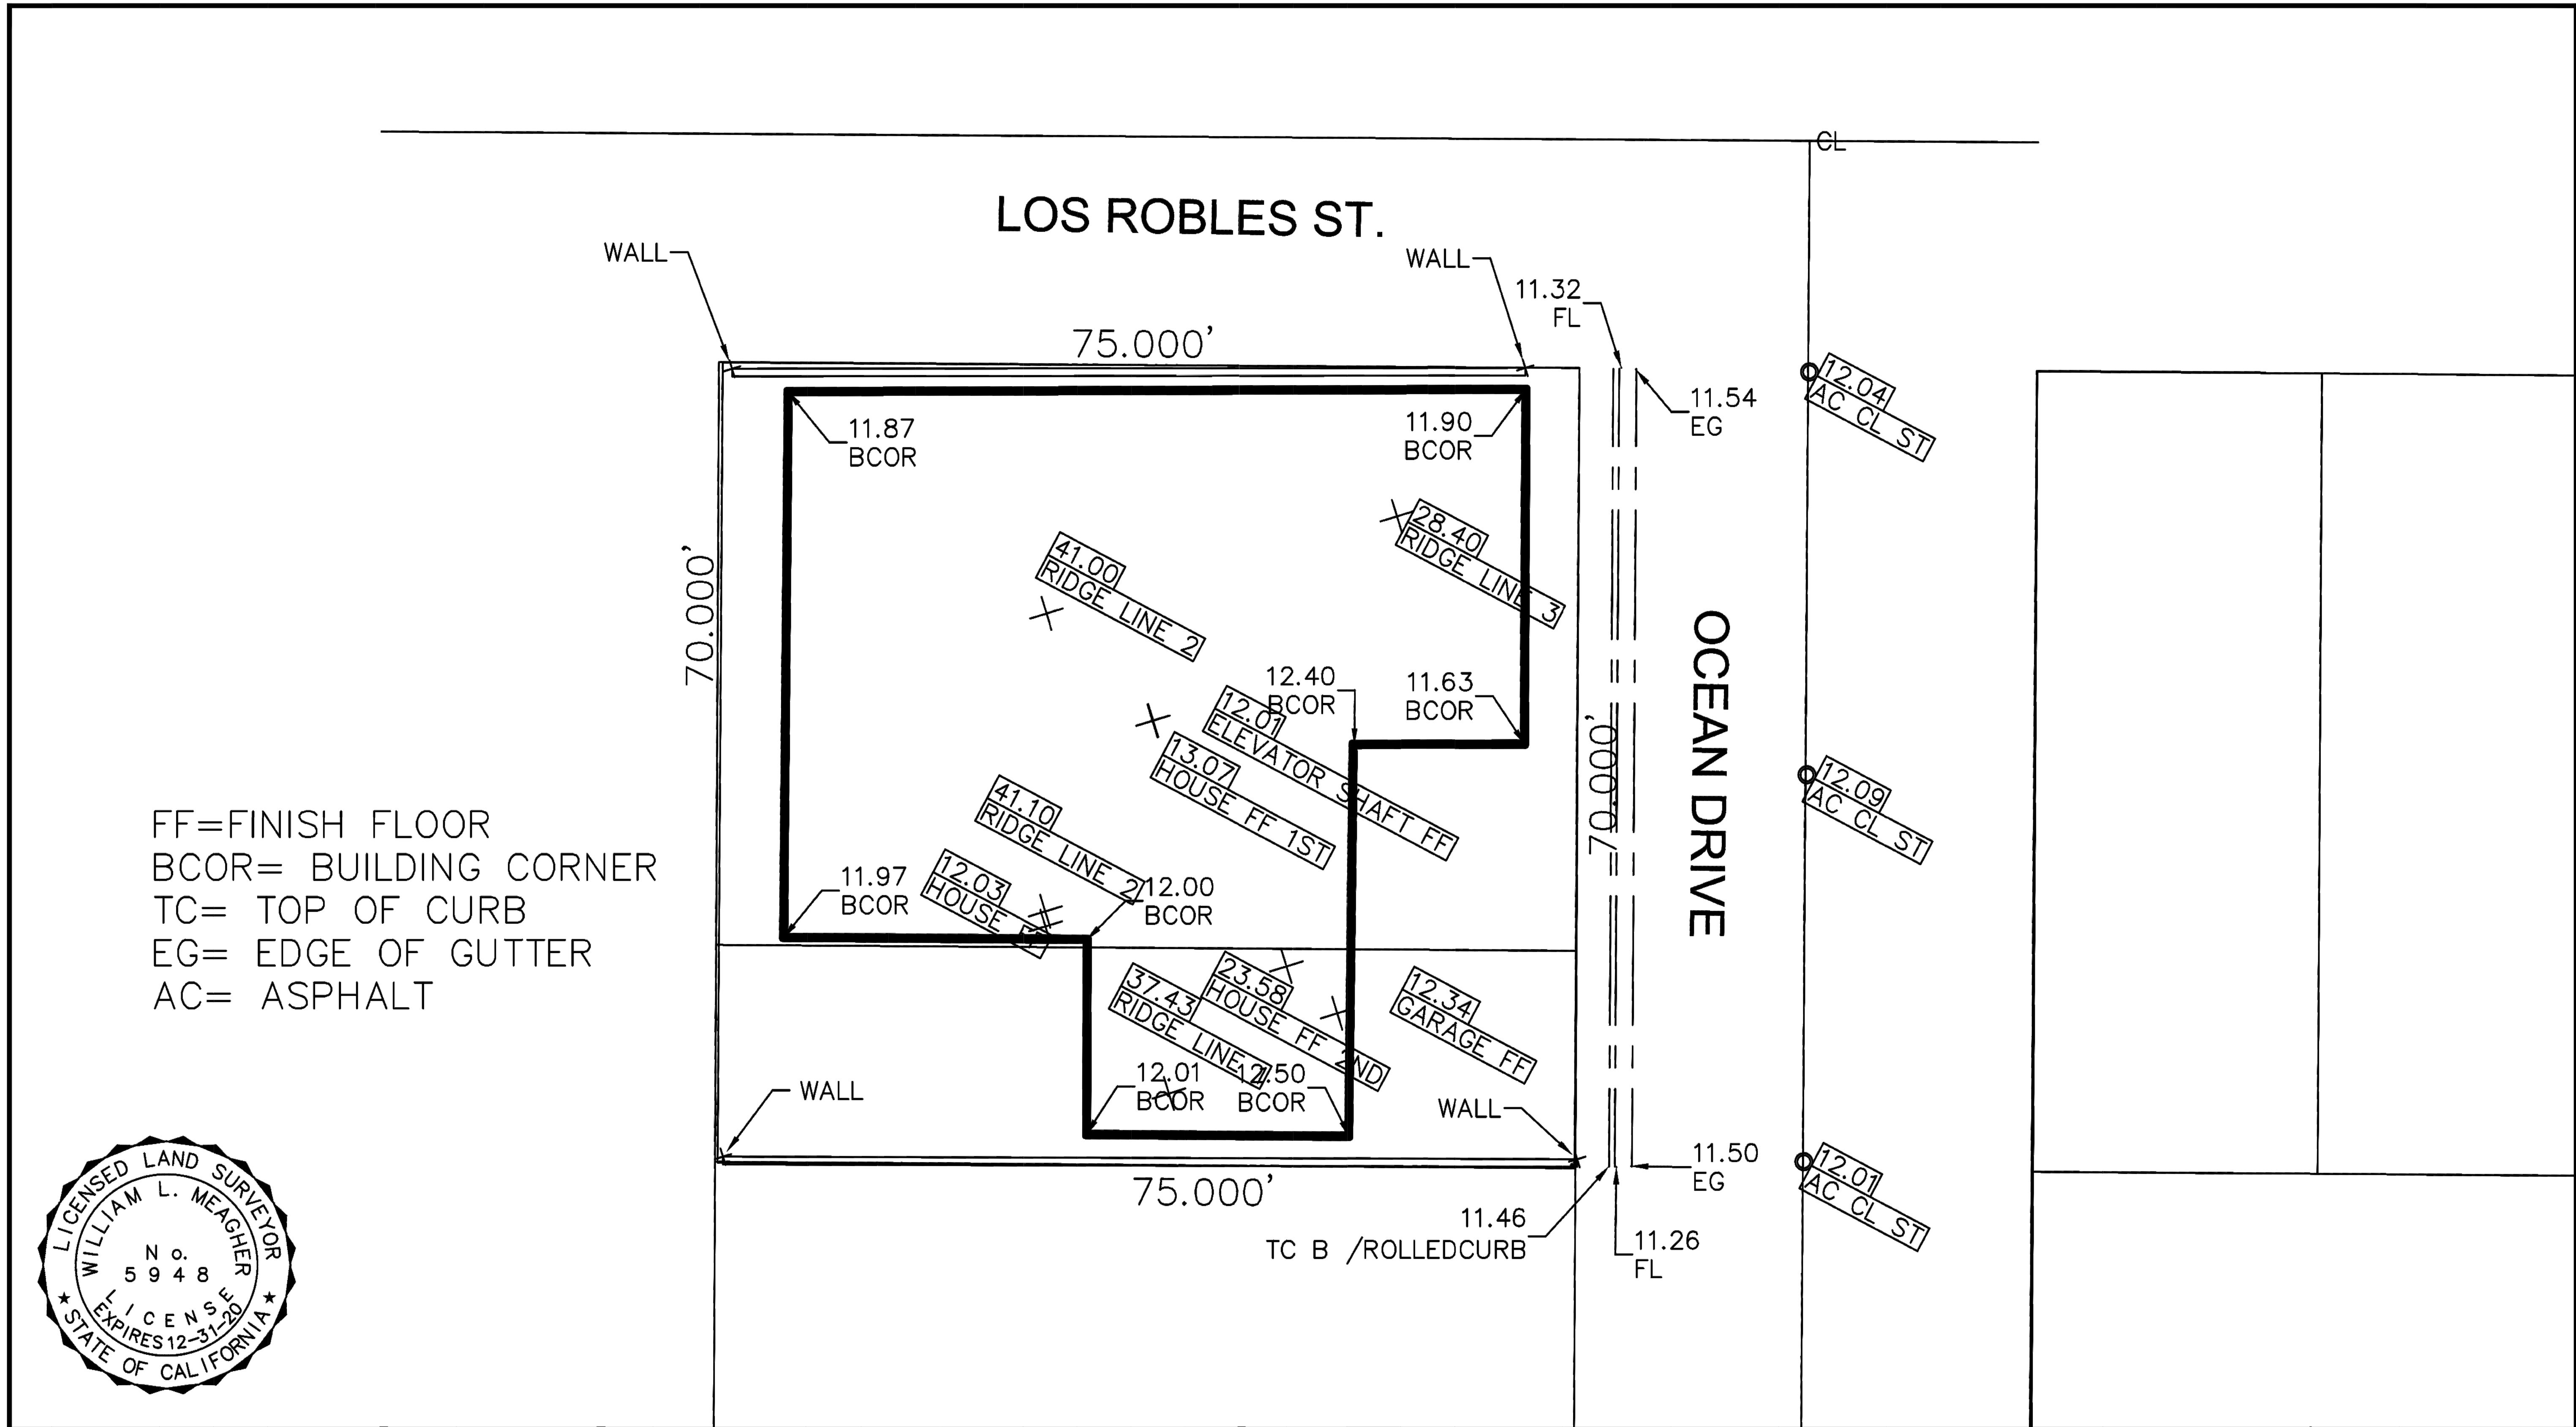 CL
LOS ROBLES ST.
WALL
WALL
11.32
FL
75.000'
12.04
AC CL ST
11.54
EG
11.87
BCOR
11.90
BCOR
28.40
RIDGE LINE 3
41.00
RIDGE LINE 2
70.000'
OCEAN DRIVE
12.40
BCOR
11.63
BCOR
12.01
ELEVATOR SHAFT FF
13.07
HOUSE FF 1ST
70.000'
12.09
AC CL ST
41.10
RIDGE LINE 2
12.03
HOUSE FF
11.97
BCOR
12.00
BCOR
FF=FINISH FLOOR
BCOR= BUILDING CORNER
TC= TOP OF CURB
EG= EDGE OF GUTTER
AC= ASPHALT
37.43
RIDGE LINE 1
23.58
HOUSE FF 2ND
12.34
GARAGE FF
12.01
BCOR
12.50
BCOR
WALL
WALL
11.50
EG
12.01
AC CL ST
75.000'
11.46
TC B /ROLLEDCURB
11.26
FL
LICENSED LAND SURVEYOR
WILLIAM L. MEAGHER
No.
5948
LICENSE
EXPIRES 12-31-20
★ STATE OF CALIFORNIA ★